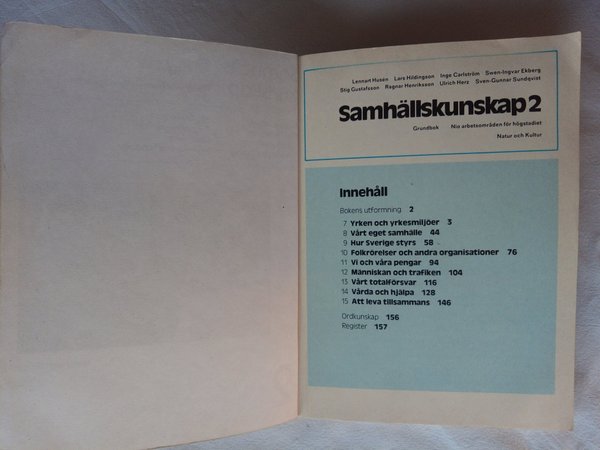 Lennart Husén Lars Hildingson Inge Carlström Swen-Ingvar Ekberg
Stig Gustafsson Ragnar Henriksson Ulrich Herz Sven-Gunnar Sundqvist
Samhällskunskap 2
Grundbok Nio arbetsområden för högstadiet
Natur och Kultur
Innehåll
Bokens utformning 2
7 Yrken och yrkesmiljöer 3
8 Vårt eget samhälle 44
9 Hur Sverige styrs 58
10 Folkrörelser och andra organisationer 76
11 Vi och våra pengar 94
12 Människan och trafiken 104
13 Vårt totalförsvar 116
14 Vårda och hjälpa 128
15 Att leva tillsammans 146
Ordkunskap 156
Register 157